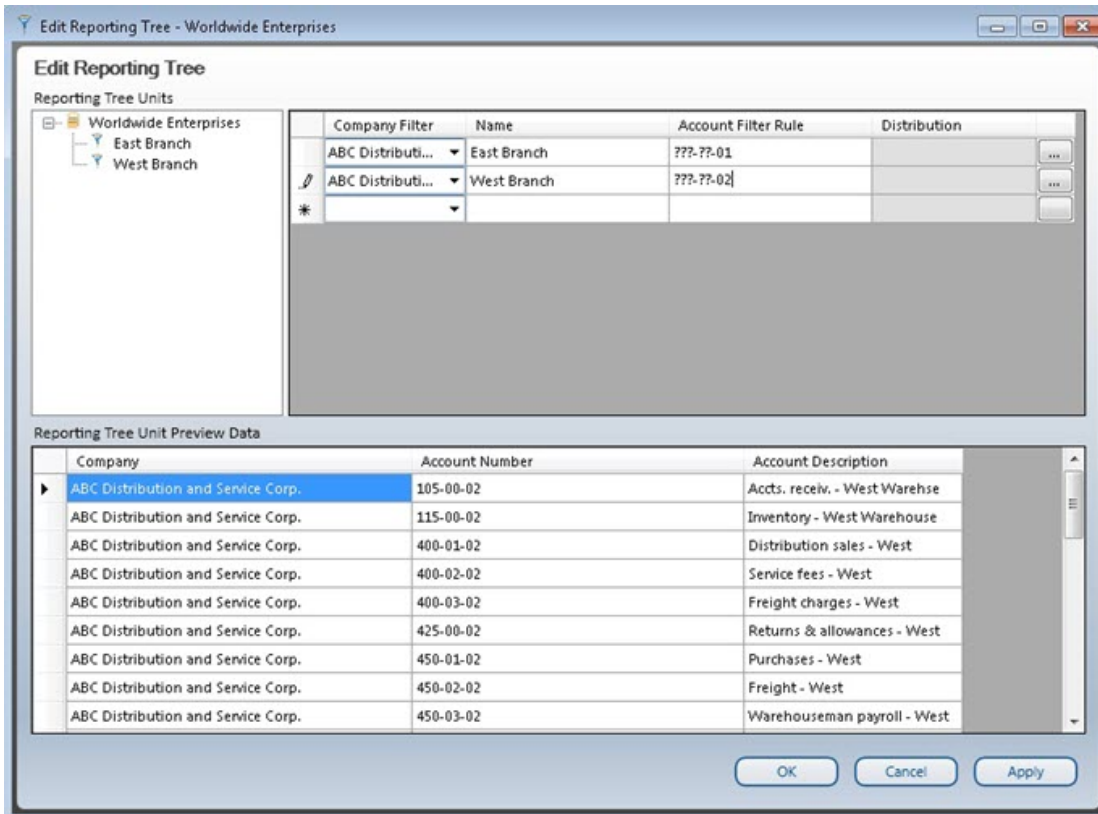 Edit Reporting Tree - Worldwide Enterprises
Edit Reporting Tree
Reporting Tree Units
Worldwide Enterprises
East Branch
West Branch
Company Filter Name Account Filter Rule Distribution
ABC Distributi... East Branch ???-??-01 ...
ABC Distributi... West Branch ???-??-02 ...
Reporting Tree Unit Preview Data
Company Account Number Account Description
ABC Distribution and Service Corp. 105-00-02 Accts. receiv. - West Warehse
ABC Distribution and Service Corp. 115-00-02 Inventory - West Warehouse
ABC Distribution and Service Corp. 400-01-02 Distribution sales - West
ABC Distribution and Service Corp. 400-02-02 Service fees - West
ABC Distribution and Service Corp. 400-03-02 Freight charges - West
ABC Distribution and Service Corp. 425-00-02 Returns & allowances - West
ABC Distribution and Service Corp. 450-01-02 Purchases - West
ABC Distribution and Service Corp. 450-02-02 Freight - West
ABC Distribution and Service Corp. 450-03-02 Warehouseman payroll - West
OK Cancel Apply